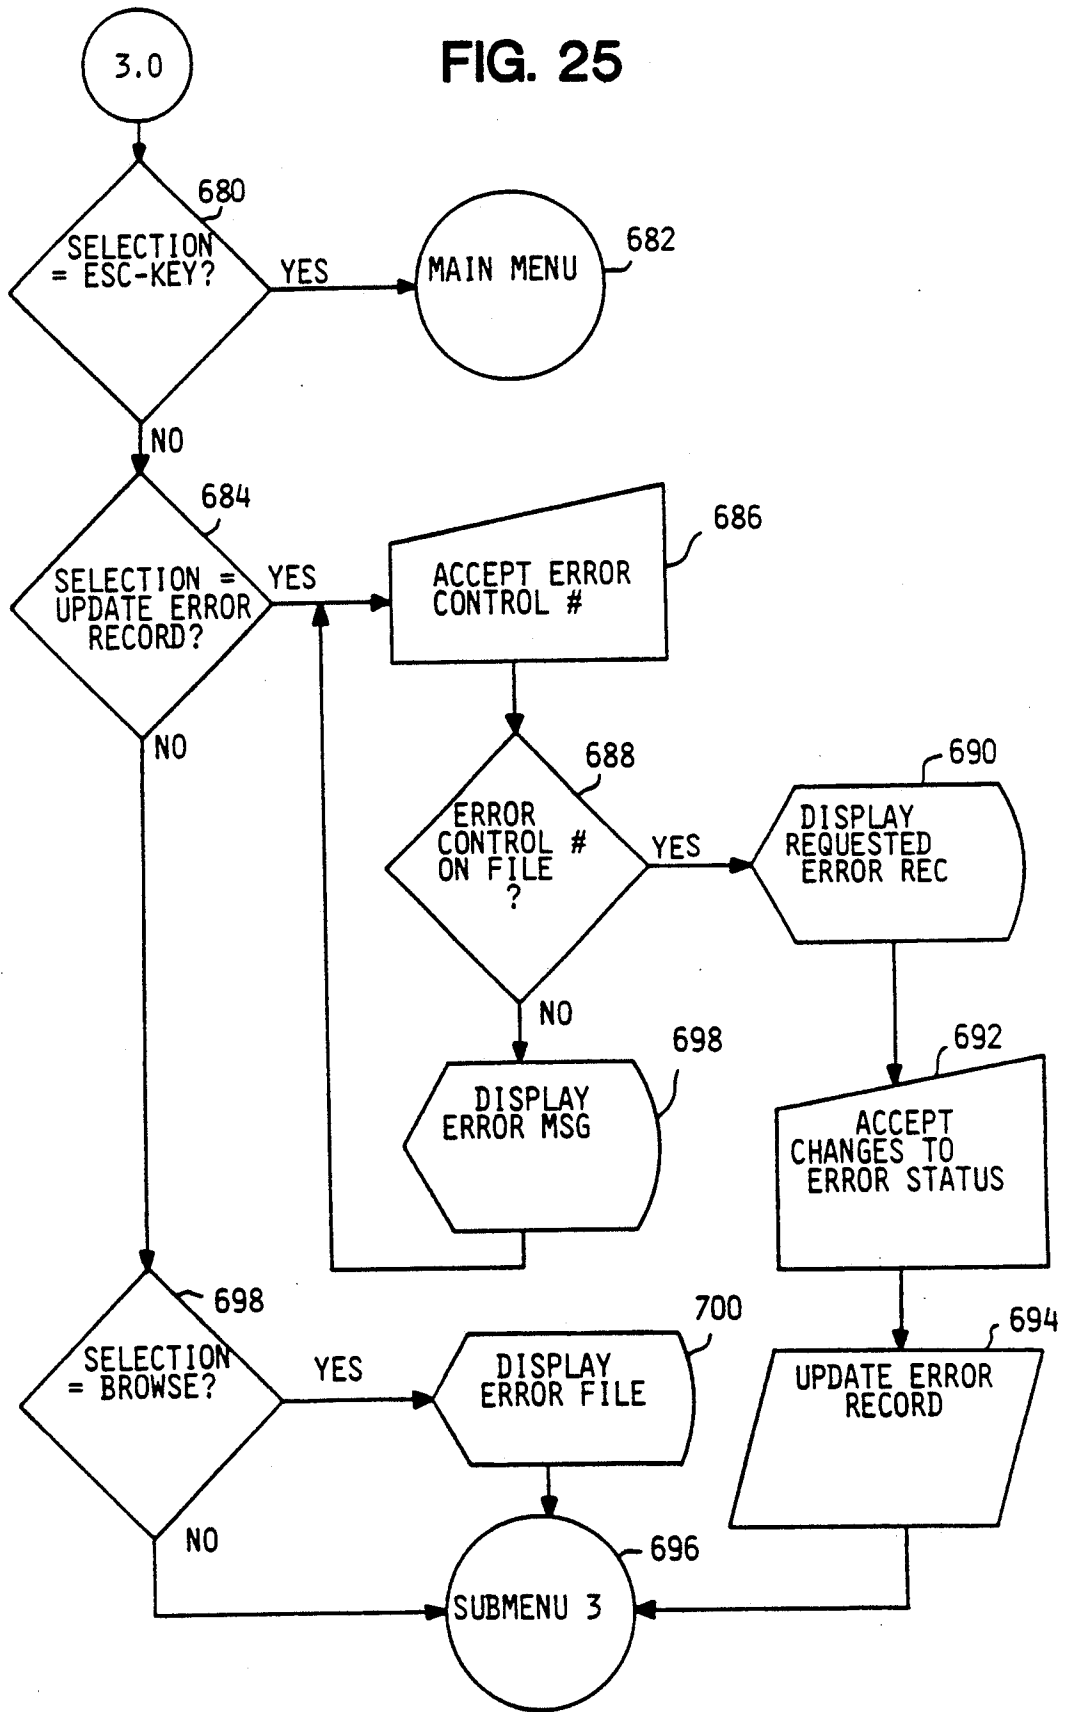 FIG. 25
3.0
680
SELECTION
= ESC-KEY?
YES
MAIN MENU
682
NO
684
SELECTION =
UPDATE ERROR
RECORD?
YES
ACCEPT ERROR
CONTROL #
686
NO
688
ERROR
CONTROL #
ON FILE
?
YES
690
DISPLAY
REQUESTED
ERROR REC
NO
698
DISPLAY
ERROR MSG
692
ACCEPT
CHANGES TO
ERROR STATUS
698
SELECTION
= BROWSE?
YES
700
DISPLAY
ERROR FILE
694
UPDATE ERROR
RECORD
NO
696
SUBMENU 3